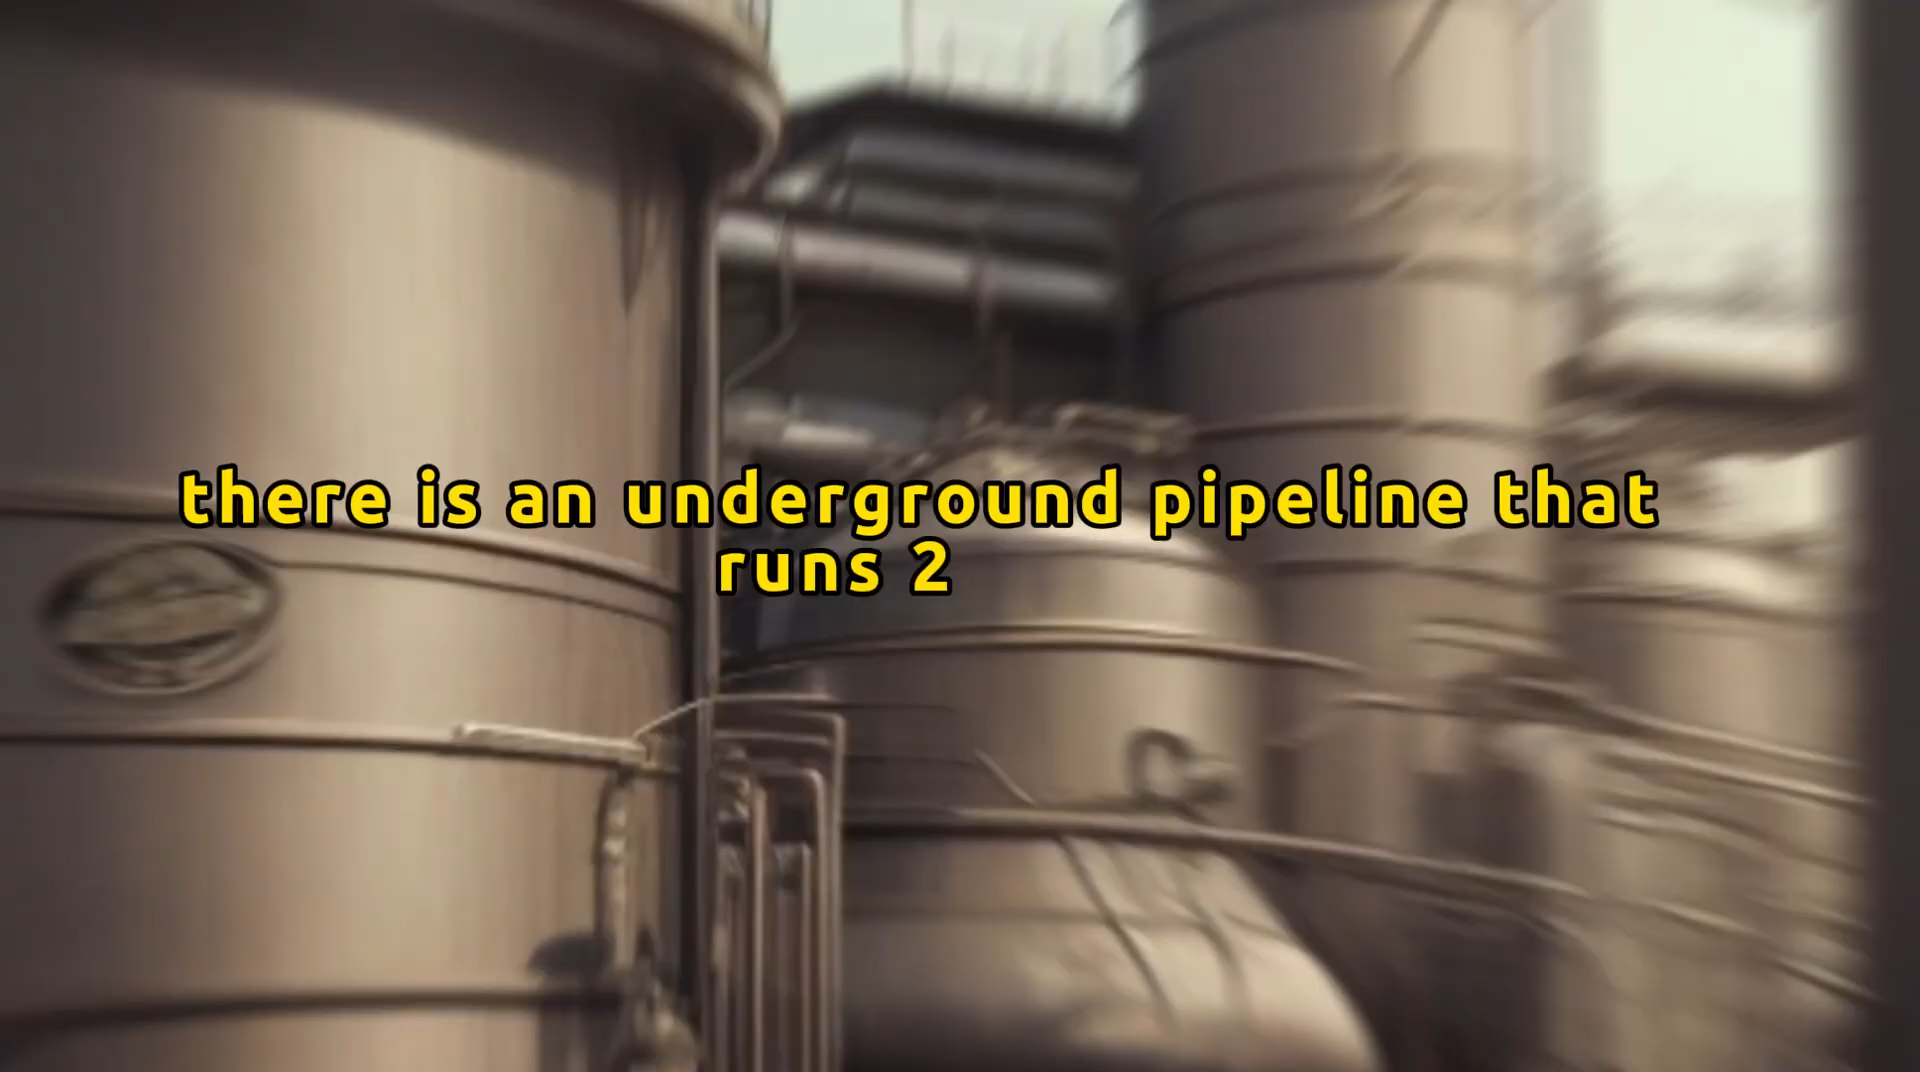 there is an underground pipeline that
runs 2